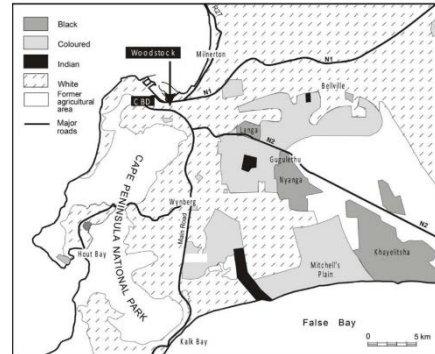 Black
Coloured
Indian
White
Former
agricultural
area
Major
roads
R27
Woodstock
Milnerton
N1
N1
Belville
CBD
Langa
N2
Gugulethu
Nyanga
CAPE PENINSULA NATIONAL PARK
Wynberg
Main Road
N2
Khayelitsha
Hout Bay
Mitchell's
Plain
False Bay
Kalk Bay
0 5 km